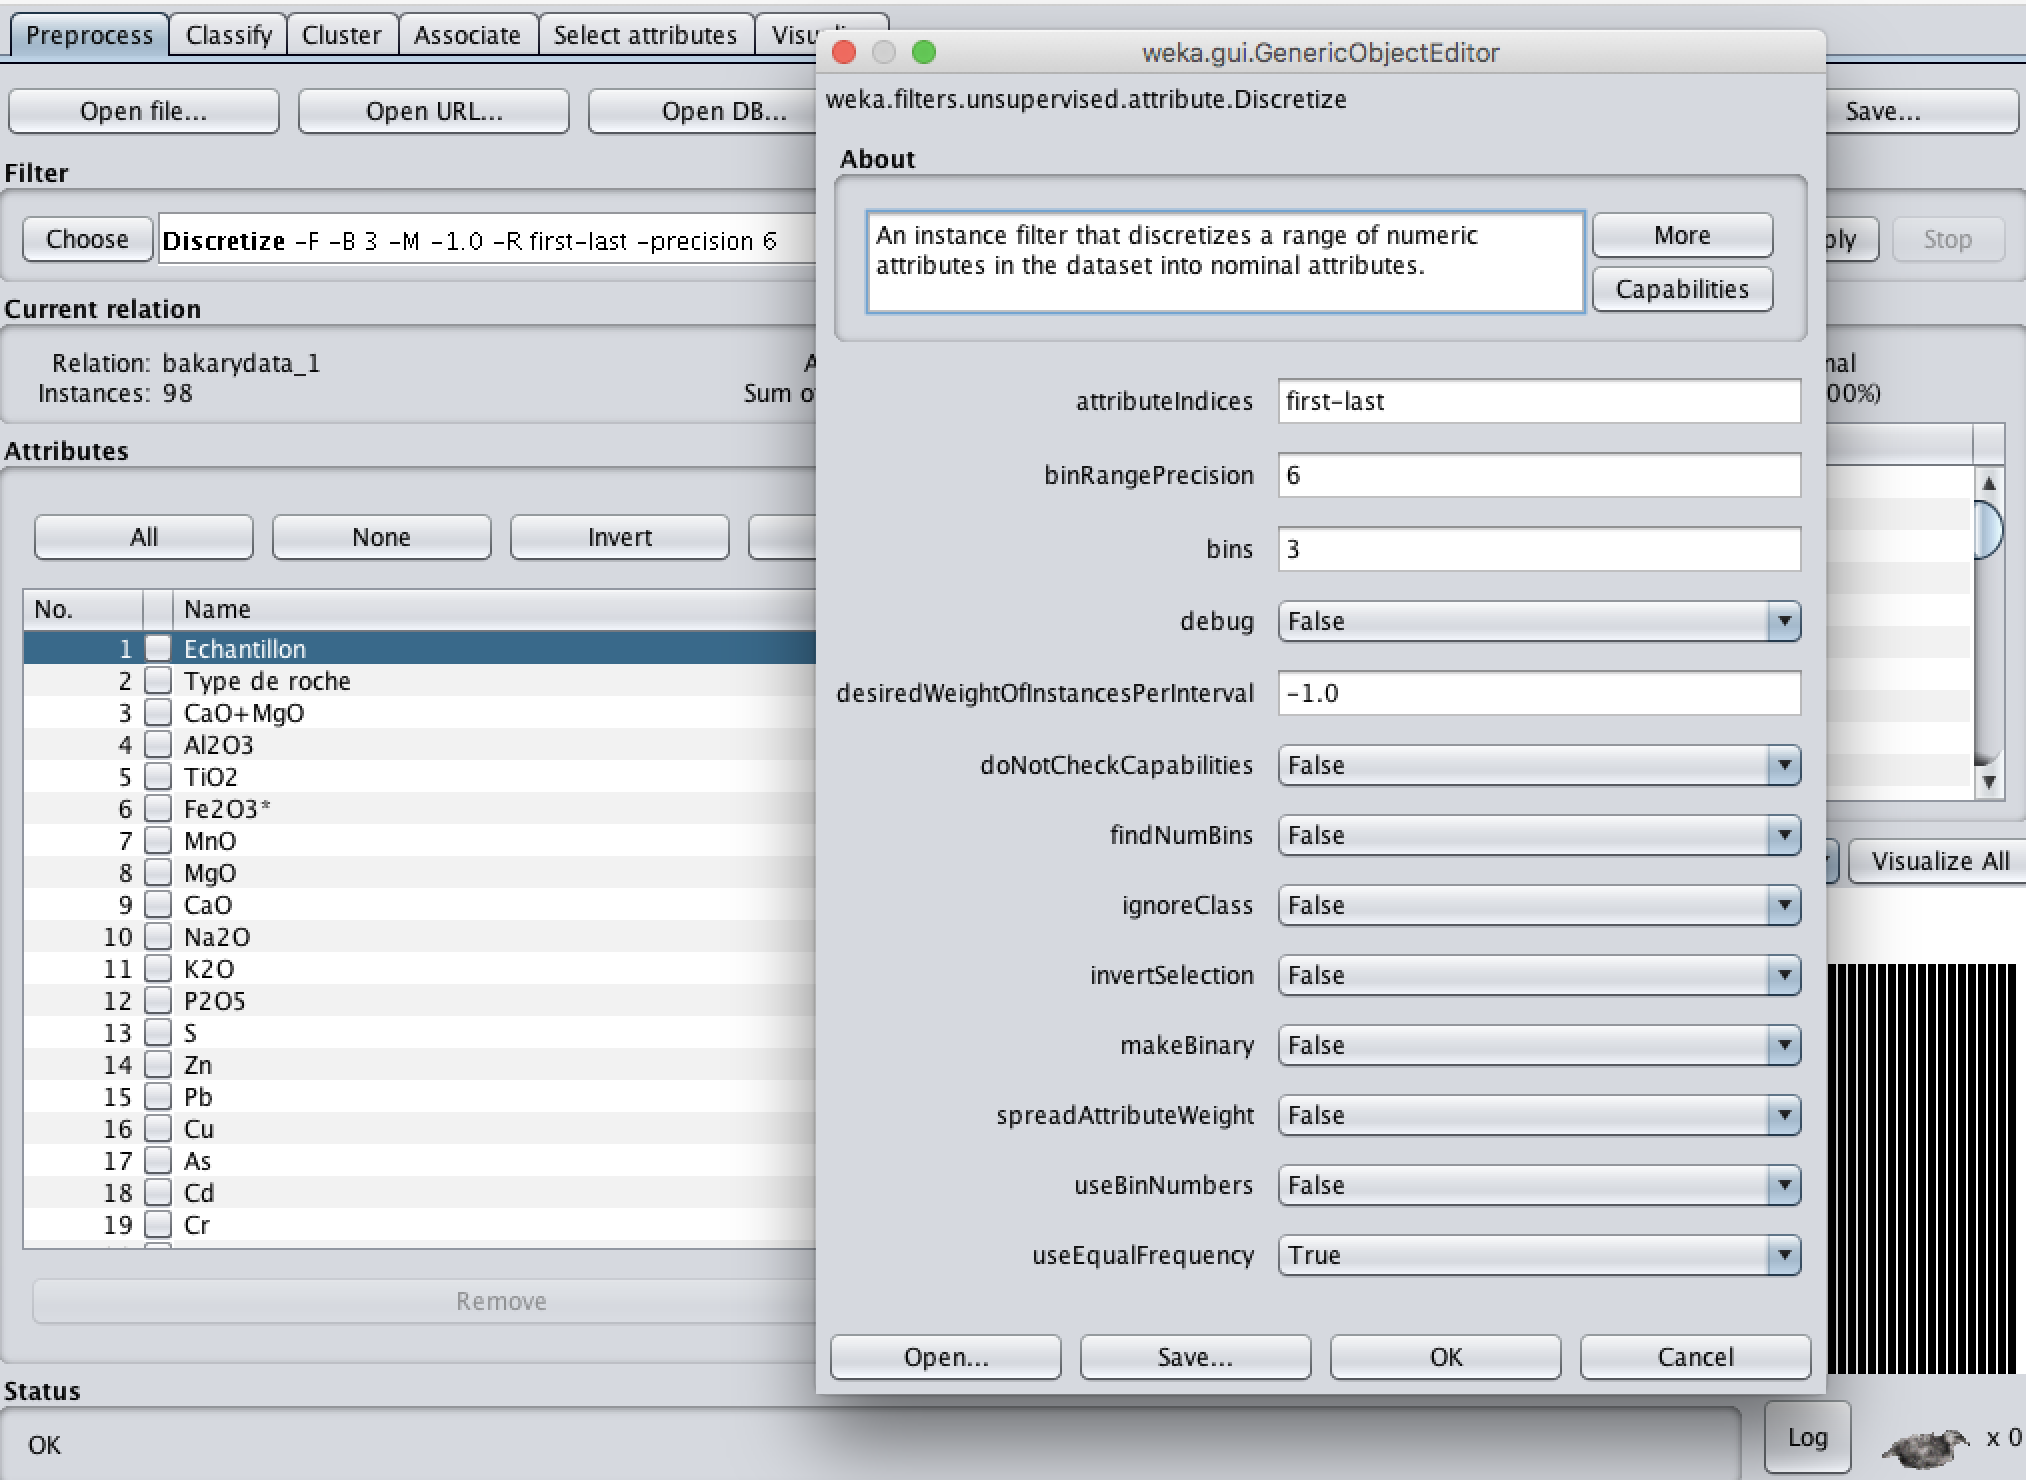 Preprocess Classify Cluster Associate Select attributes
weka.gui.GenericObjectEditor
Open file... Open URL... Open DB... Save...
weka.filters.unsupervised.attribute.Discretize
About
An instance filter that discretizes a range of numeric
attributes in the dataset into nominal attributes.
More
Capabilities
Filter
Choose Discretize -F -B 3 -M -1.0 -R first-last -precision 6
Stop
Current relation
Relation: bakarydata_1
Instances: 98
Sum
00%)
Attributes
All None Invert
No. Name
1 Echantillon
2 Type de roche
3 CaO+MgO
4 Al2O3
5 TiO2
6 Fe2O3*
7 MnO
8 MgO
9 CaO
10 Na2O
11 K2O
12 P2O5
13 S
14 Zn
15 Pb
16 Cu
17 As
18 Cd
19 Cr
Remove
attributeIndices first-last
binRangePrecision 6
bins 3
debug False
desiredWeightOfInstancesPerInterval -1.0
doNotCheckCapabilities False
findNumBins False
ignoreClass False
invertSelection False
makeBinary False
spreadAttributeWeight False
useBinNumbers False
useEqualFrequency True
Open... Save... OK Cancel
Visualize All
Status
OK
Log x 0